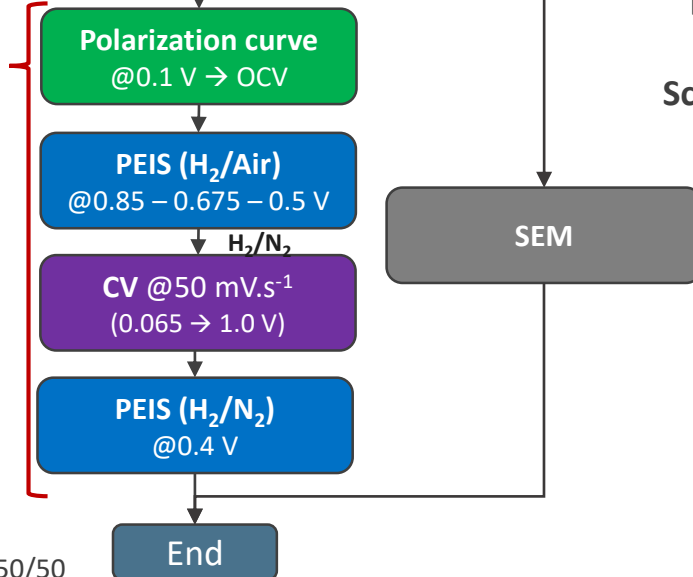 Polarization curve
@0.1 V → OCV
PEIS (H₂/Air)
@0.85 – 0.675 – 0.5 V
H₂/N₂
CV @50 mV.s⁻¹
(0.065 → 1.0 V)
PEIS (H₂/N₂)
@0.4 V
SEM
End
50/50